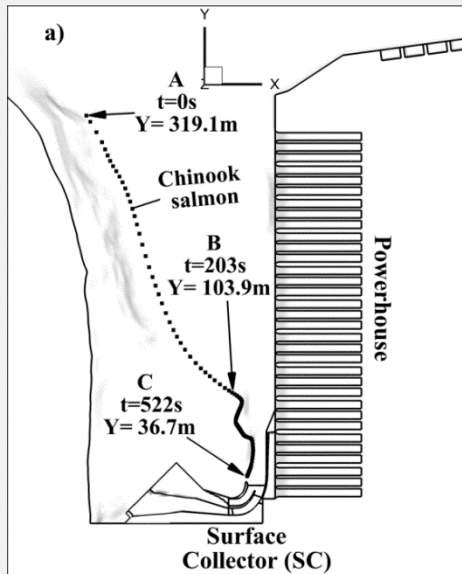 a)
Y
Z
X
A
t=0s
Y= 319.1m
Chinook
salmon
B
t=203s
Y= 103.9m
C
t=522s
Y= 36.7m
Powerhouse
Surface
Collector (SC)